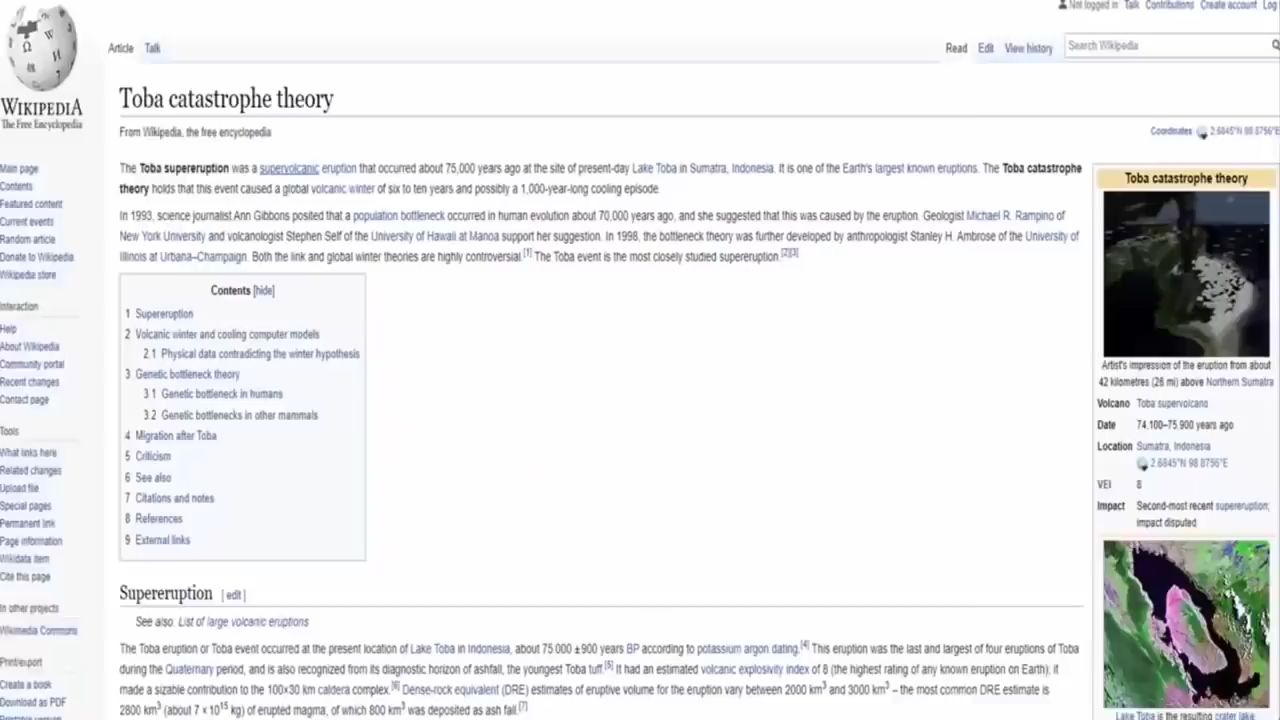 Not logged in Talk Contributions Create account Log
Article Talk
Read Edit View history Search Wikipedia
WIKIPEDIA
The Free Encyclopedia
Toba catastrophe theory
From Wikipedia, the free encyclopedia
Coordinates 2.6845°N 98.8756°E
Main page
Contents
Featured content
Current events
Random article
Donate to Wikipedia
Wikipedia store
Interaction
Help
About Wikipedia
Community portal
Recent changes
Contact page
Tools
What links here
Related changes
Upload file
Special pages
Permanent link
Page information
Wikidata item
Cite this page
In other projects
Wikimedia Commons
Print/export
Create a book
Download as PDF
Printable version
The Toba supereruption was a supervolcanic eruption that occurred about 75,000 years ago at the site of present-day Lake Toba in Sumatra, Indonesia. It is one of the Earth's largest known eruptions. The Toba catastrophe
theory holds that this event caused a global volcanic winter of six to ten years and possibly a 1,000-year-long cooling episode.
In 1993, science journalist Ann Gibbons posited that a population bottleneck occurred in human evolution about 70,000 years ago, and she suggested that this was caused by the eruption. Geologist Michael R. Rampino of
New York University and volcanologist Stephen Self of the University of Hawaii at Manoa support her suggestion. In 1998, the bottleneck theory was further developed by anthropologist Stanley H. Ambrose of the University of
Illinois at Urbana–Champaign. Both the link and global winter theories are highly controversial.[1] The Toba event is the most closely studied supereruption.[2][3]
Contents [hide]
1 Supereruption
2 Volcanic winter and cooling computer models
2.1 Physical data contradicting the winter hypothesis
3 Genetic bottleneck theory
3.1 Genetic bottleneck in humans
3.2 Genetic bottlenecks in other mammals
4 Migration after Toba
5 Criticism
6 See also
7 Citations and notes
8 References
9 External links
Supereruption [ edit ]
See also: List of large volcanic eruptions
The Toba eruption or Toba event occurred at the present location of Lake Toba in Indonesia, about 75 000 ±900 years BP according to potassium argon dating.[4] This eruption was the last and largest of four eruptions of Toba
during the Quaternary period, and is also recognized from its diagnostic horizon of ashfall, the youngest Toba tuff.[5] It had an estimated volcanic explosivity index of 8 (the highest rating of any known eruption on Earth); it
made a sizable contribution to the 100×30 km caldera complex.[6] Dense-rock equivalent (DRE) estimates of eruptive volume for the eruption vary between 2000 km3 and 3000 km3 – the most common DRE estimate is
2800 km3 (about 7 × 1015 kg) of erupted magma, of which 800 km3 was deposited as ash fall.[7]
Toba catastrophe theory
Artist's impression of the eruption from about
42 kilometres (26 mi) above Northern Sumatra
Volcano Toba supervolcano
Date 74,100–75,900 years ago
Location Sumatra, Indonesia
2.6845°N 98.8756°E
VEI 8
Impact Second-most recent supereruption;
impact disputed
Lake Toba is the resulting crater lake